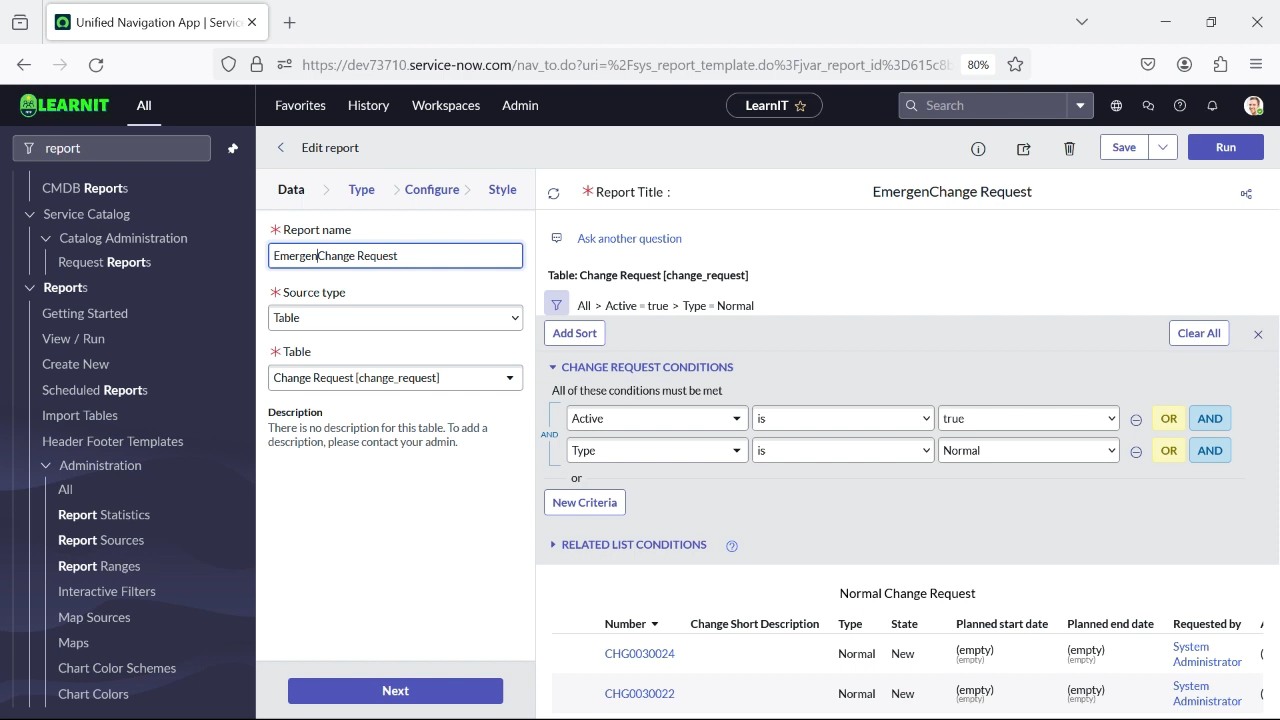 Unified Navigation App | Servic
https://dev73710.service-now.com/nav_to.do?uri=%2Fsys_report_template.do%3Fjvar_report_id%3D615c8b
80%
LEARNIT
All
Favorites
History
Workspaces
Admin
LearnIT
Search
report
Edit report
Save
Run
CMDB Reports
Service Catalog
Catalog Administration
Request Reports
Reports
Getting Started
View / Run
Create New
Scheduled Reports
Import Tables
Header Footer Templates
Administration
All
Report Statistics
Report Sources
Report Ranges
Interactive Filters
Map Sources
Maps
Chart Color Schemes
Chart Colors
Data
Type
Configure
Style
* Report name
EmergenChange Request
* Source type
Table
* Table
Change Request [change_request]
Description
There is no description for this table. To add a
description, please contact your admin.
Next
* Report Title :
EmergenChange Request
Ask another question
Table: Change Request [change_request]
All > Active = true > Type = Normal
Add Sort
Clear All
CHANGE REQUEST CONDITIONS
All of these conditions must be met
AND
Active is true OR AND
Type is Normal OR AND
or
New Criteria
RELATED LIST CONDITIONS
Normal Change Request
Number Change Short Description Type State Planned start date Planned end date Requested by
CHG0030024 Normal New (empty) (empty) System Administrator
(empty) (empty)
CHG0030022 Normal New (empty) (empty) System Administrator
(empty) (empty)